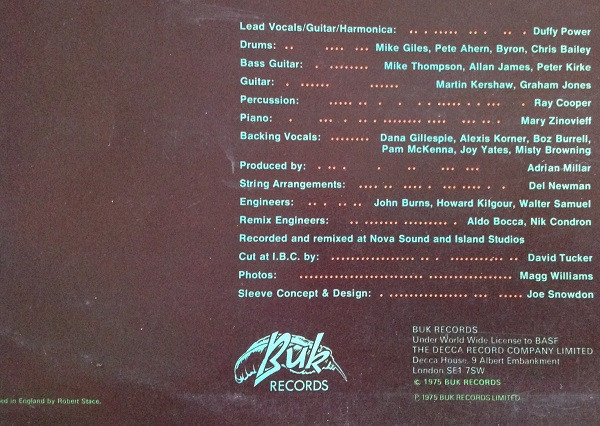 Lead Vocals/Guitar/Harmonica: Duffy Power
Drums: Mike Giles, Pete Ahern, Byron, Chris Bailey
Bass Guitar: Mike Thompson, Allan James, Peter Kirke
Guitar: Martin Kershaw, Graham Jones
Percussion: Ray Cooper
Piano: Mary Zinovieff
Backing Vocals: Dana Gillespie, Alexis Korner, Boz Burrell,
Pam McKenna, Joy Yates, Misty Browning
Produced by: Adrian Millar
String Arrangements: Del Newman
Engineers: John Burns, Howard Kilgour, Walter Samuel
Remix Engineers: Aldo Bocca, Nik Condron
Recorded and remixed at Nova Sound and Island Studios
Cut at I.B.C. by: David Tucker
Photos: Magg Williams
Sleeve Concept & Design: Joe Snowdon
Buk
RECORDS
BUK RECORDS
Under World Wide License to BASF
THE DECCA RECORD COMPANY LIMITED
Decca House, 9 Albert Embankment
London SE1 7SW
© 1975 BUK RECORDS
℗ 1975 BUK RECORDS LIMITED
ed in England by Robert Stace.